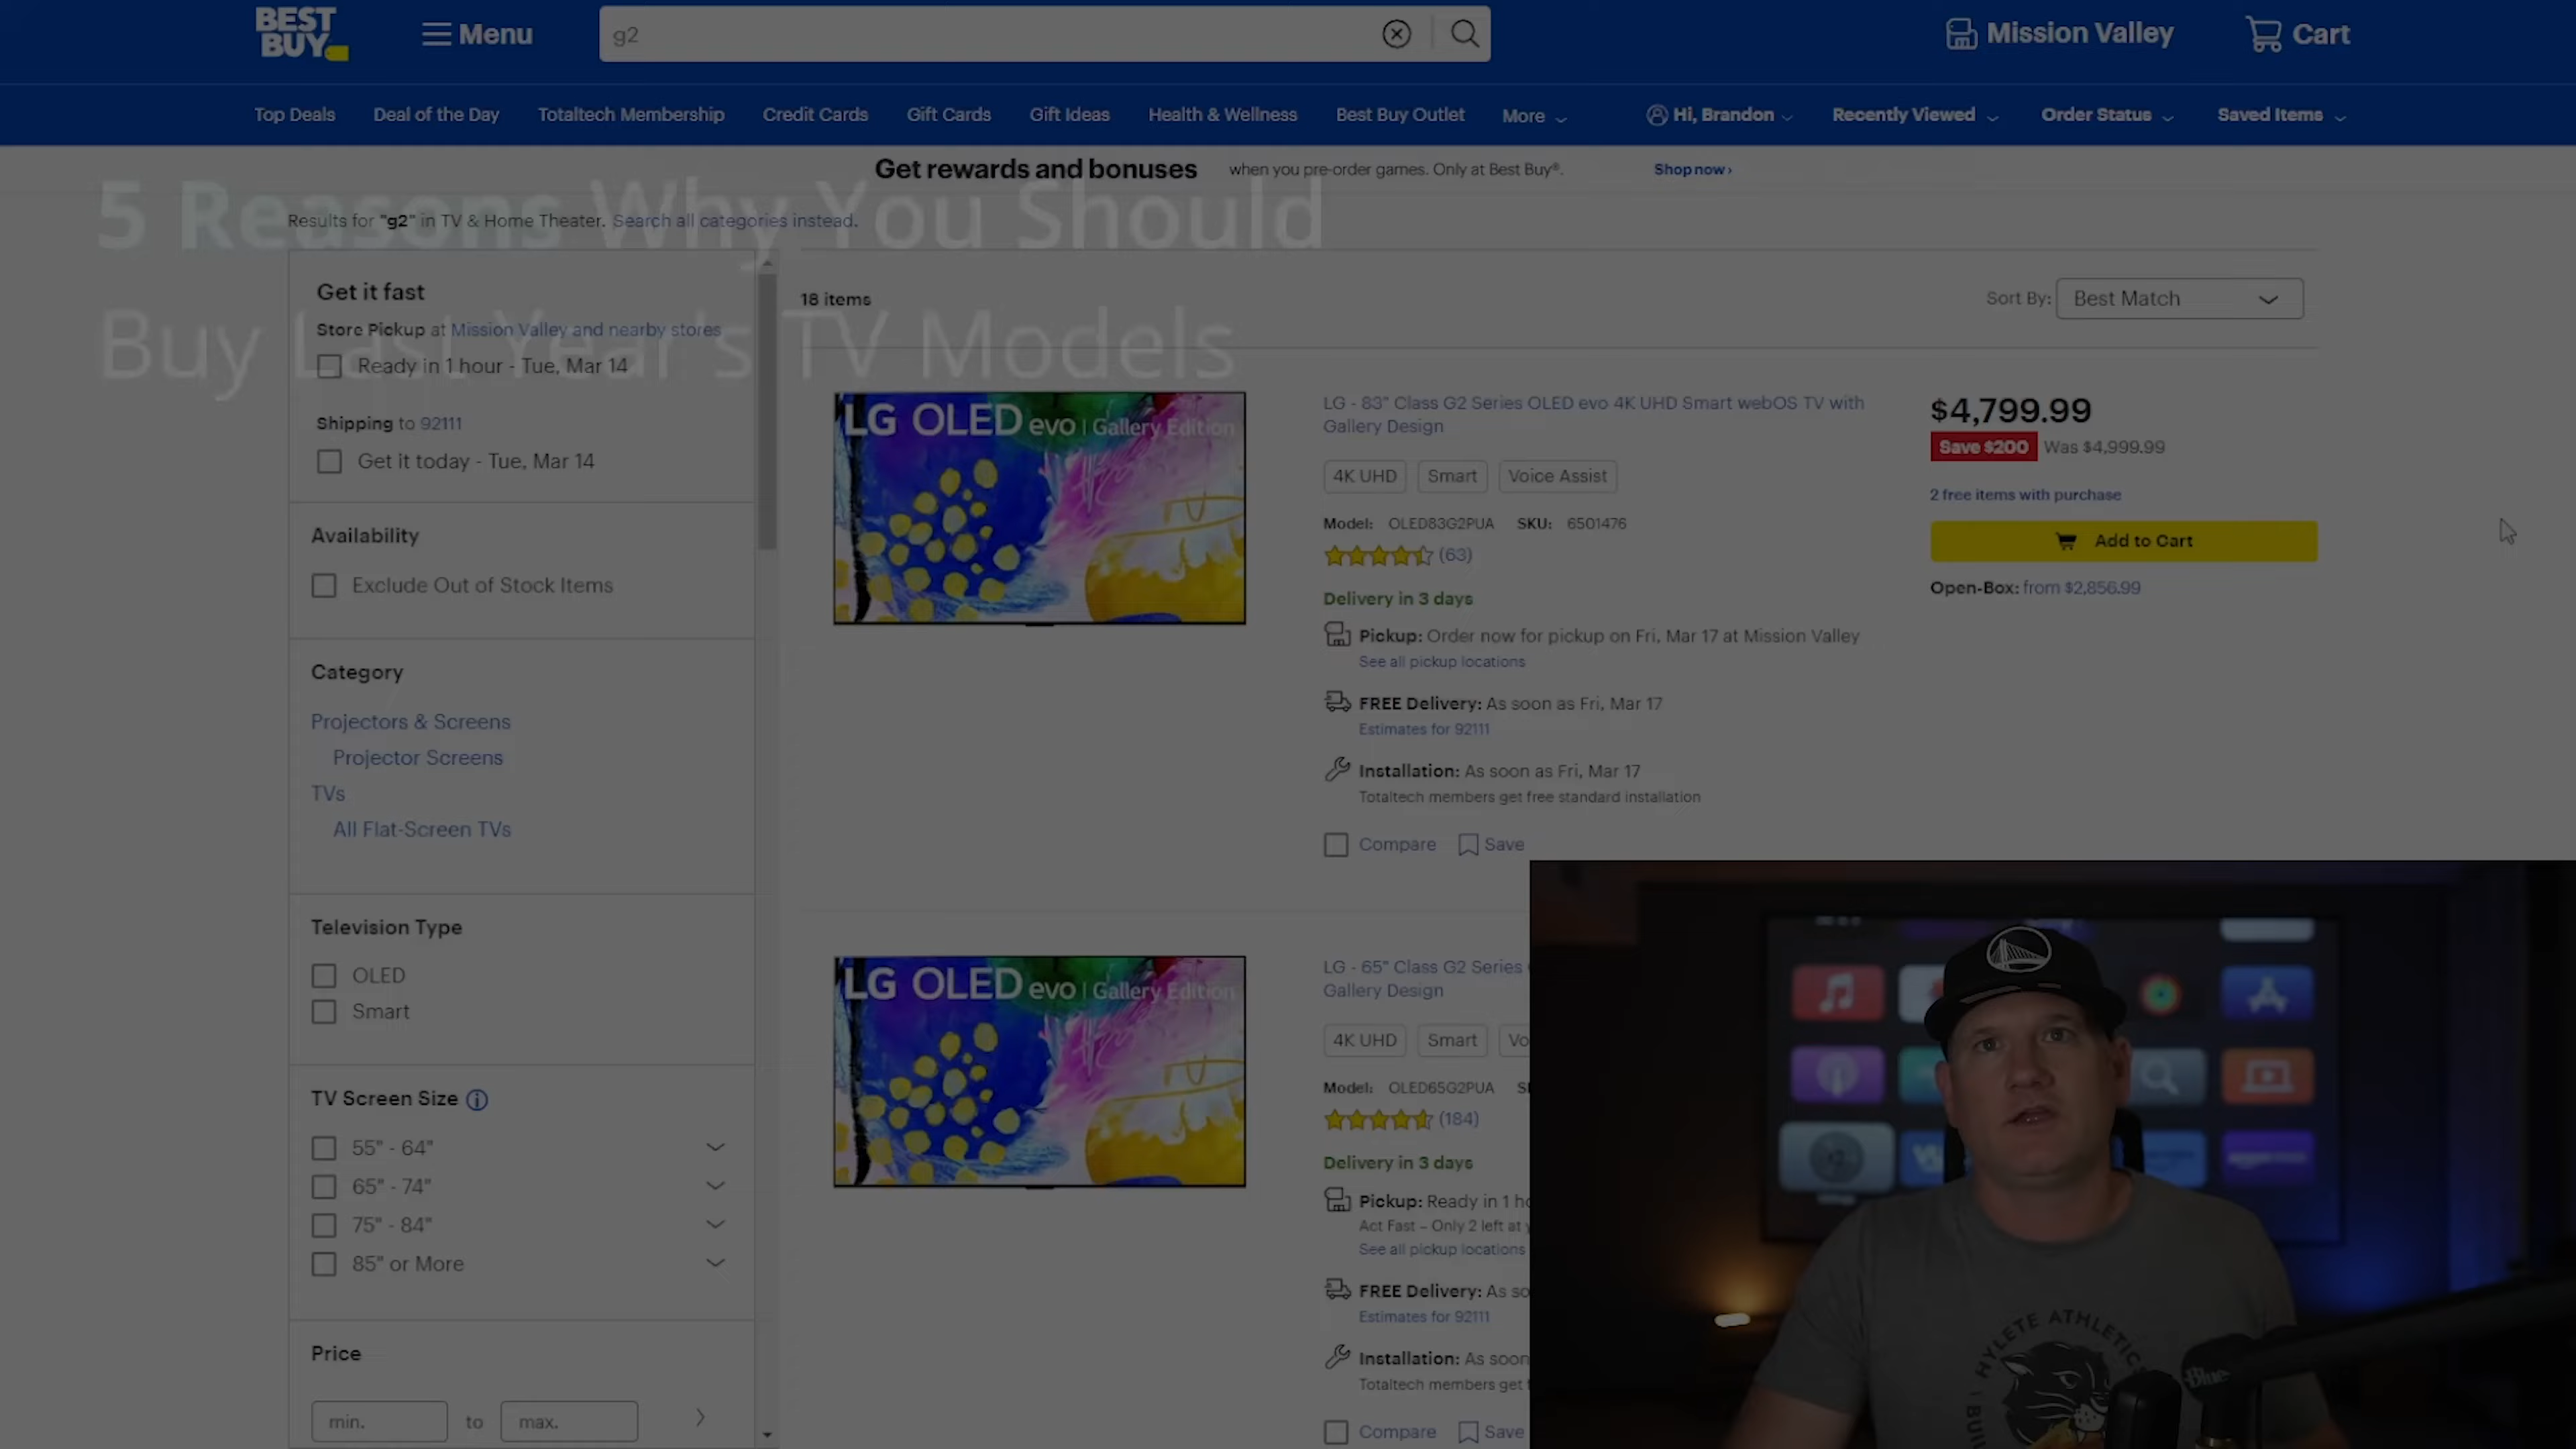 BEST
BUY
Menu
g2
Mission Valley
Cart
Top Deals
Deal of the Day
Totaltech Membership
Credit Cards
Gift Cards
Gift Ideas
Health & Wellness
Best Buy Outlet
More
Hi, Brandon
Recently Viewed
Order Status
Saved Items
Get rewards and bonuses when you pre-order games. Only at Best Buy®. Shop now ›
5 Reasons Why You Should
Buy Last Year's TV Models
Results for "g2" in TV & Home Theater. Search all categories instead.
Get it fast
Store Pickup at Mission Valley and nearby stores
Ready in 1 hour - Tue, Mar 14
Shipping to 92111
Get it today - Tue, Mar 14
Availability
Exclude Out of Stock Items
Category
Projectors & Screens
Projector Screens
TVs
All Flat-Screen TVs
Television Type
OLED
Smart
TV Screen Size
55" - 64"
65" - 74"
75" - 84"
85" or More
Price
min. to max.
18 items
Sort By: Best Match
LG OLED evo | Gallery Edition
LG - 83" Class G2 Series OLED evo 4K UHD Smart webOS TV with
Gallery Design
4K UHD
Smart
Voice Assist
Model: OLED83G2PUA SKU: 6501476
(63)
Delivery in 3 days
Pickup: Order now for pickup on Fri, Mar 17 at Mission Valley
See all pickup locations
FREE Delivery: As soon as Fri, Mar 17
Estimates for 92111
Installation: As soon as Fri, Mar 17
Totaltech members get free standard installation
Compare
Save
$4,799.99
Save $200 Was $4,999.99
2 free items with purchase
Add to Cart
Open-Box: from $2,856.99
LG OLED evo | Gallery Edition
LG - 65" Class G2 Series
Gallery Design
4K UHD
Smart
Vo
Model: OLED65G2PUA
(184)
Delivery in 3 days
Pickup: Ready in 1 ho
Act Fast – Only 2 left at
See all pickup locations
FREE Delivery: As so
Estimates for 92111
Installation: As soon
Totaltech members get
Compare
Save
HYLETE ATHLETIC
BUI
Blue